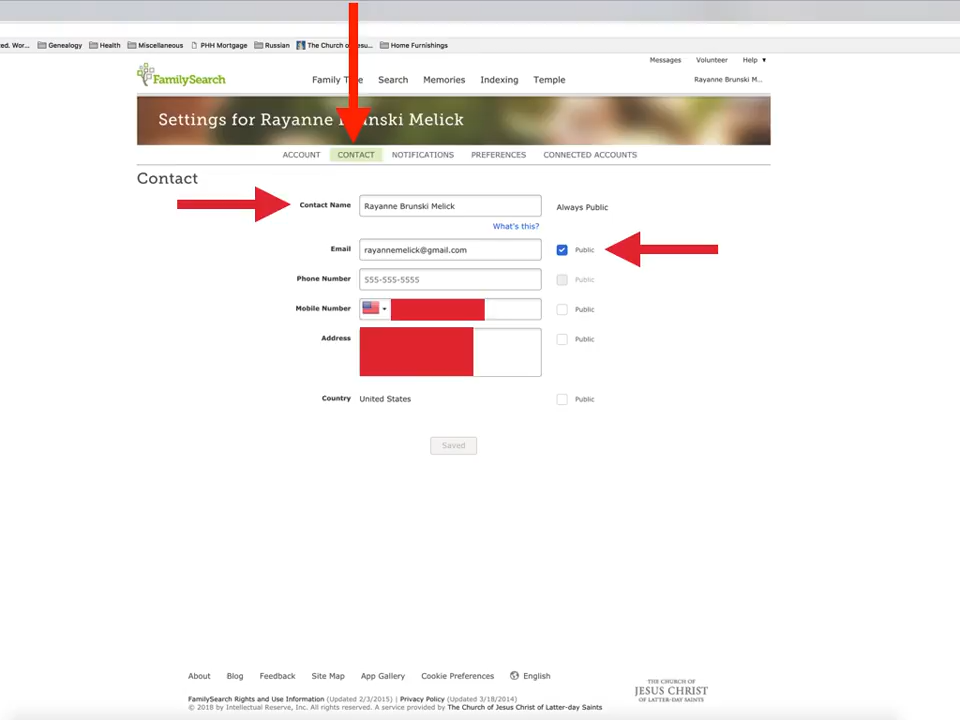 ed. Wor... Genealogy Health Miscellaneous PHH Mortgage Russian The Church of Jesu... Home Furnishings
Messages Volunteer Help
FamilySearch Family Tree Search Memories Indexing Temple Rayanne Brunski M...
Settings for Rayanne Brunski Melick
ACCOUNT CONTACT NOTIFICATIONS PREFERENCES CONNECTED ACCOUNTS
Contact
Contact Name Rayanne Brunski Melick Always Public
What's this?
Email rayannemelick@gmail.com Public
Phone Number 555-555-5555 Public
Mobile Number Public
Address Public
Country United States Public
Saved
About Blog Feedback Site Map App Gallery Cookie Preferences English
FamilySearch Rights and Use Information (Updated 2/3/2015) | Privacy Policy (Updated 3/18/2014)
© 2018 by Intellectual Reserve, Inc. All rights reserved. A service provided by The Church of Jesus Christ of Latter-day Saints
THE CHURCH OF
JESUS CHRIST
OF LATTER-DAY SAINTS